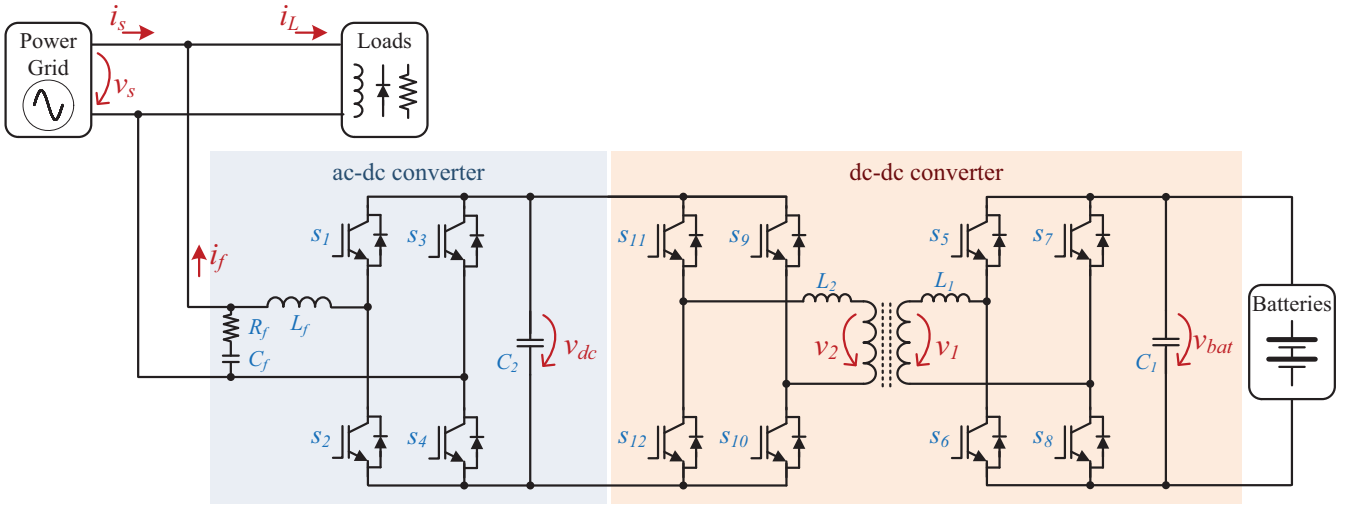 i_s
i_L
Power
Grid
Loads
v_s
ac-dc converter
dc-dc converter
s_1
s_3
s_11
s_9
s_5
s_7
i_f
L_2
L_1
Batteries
R_f
L_f
C_f
C_2
v_dc
v_2
v_1
C_1
v_bat
s_2
s_4
s_12
s_10
s_6
s_8